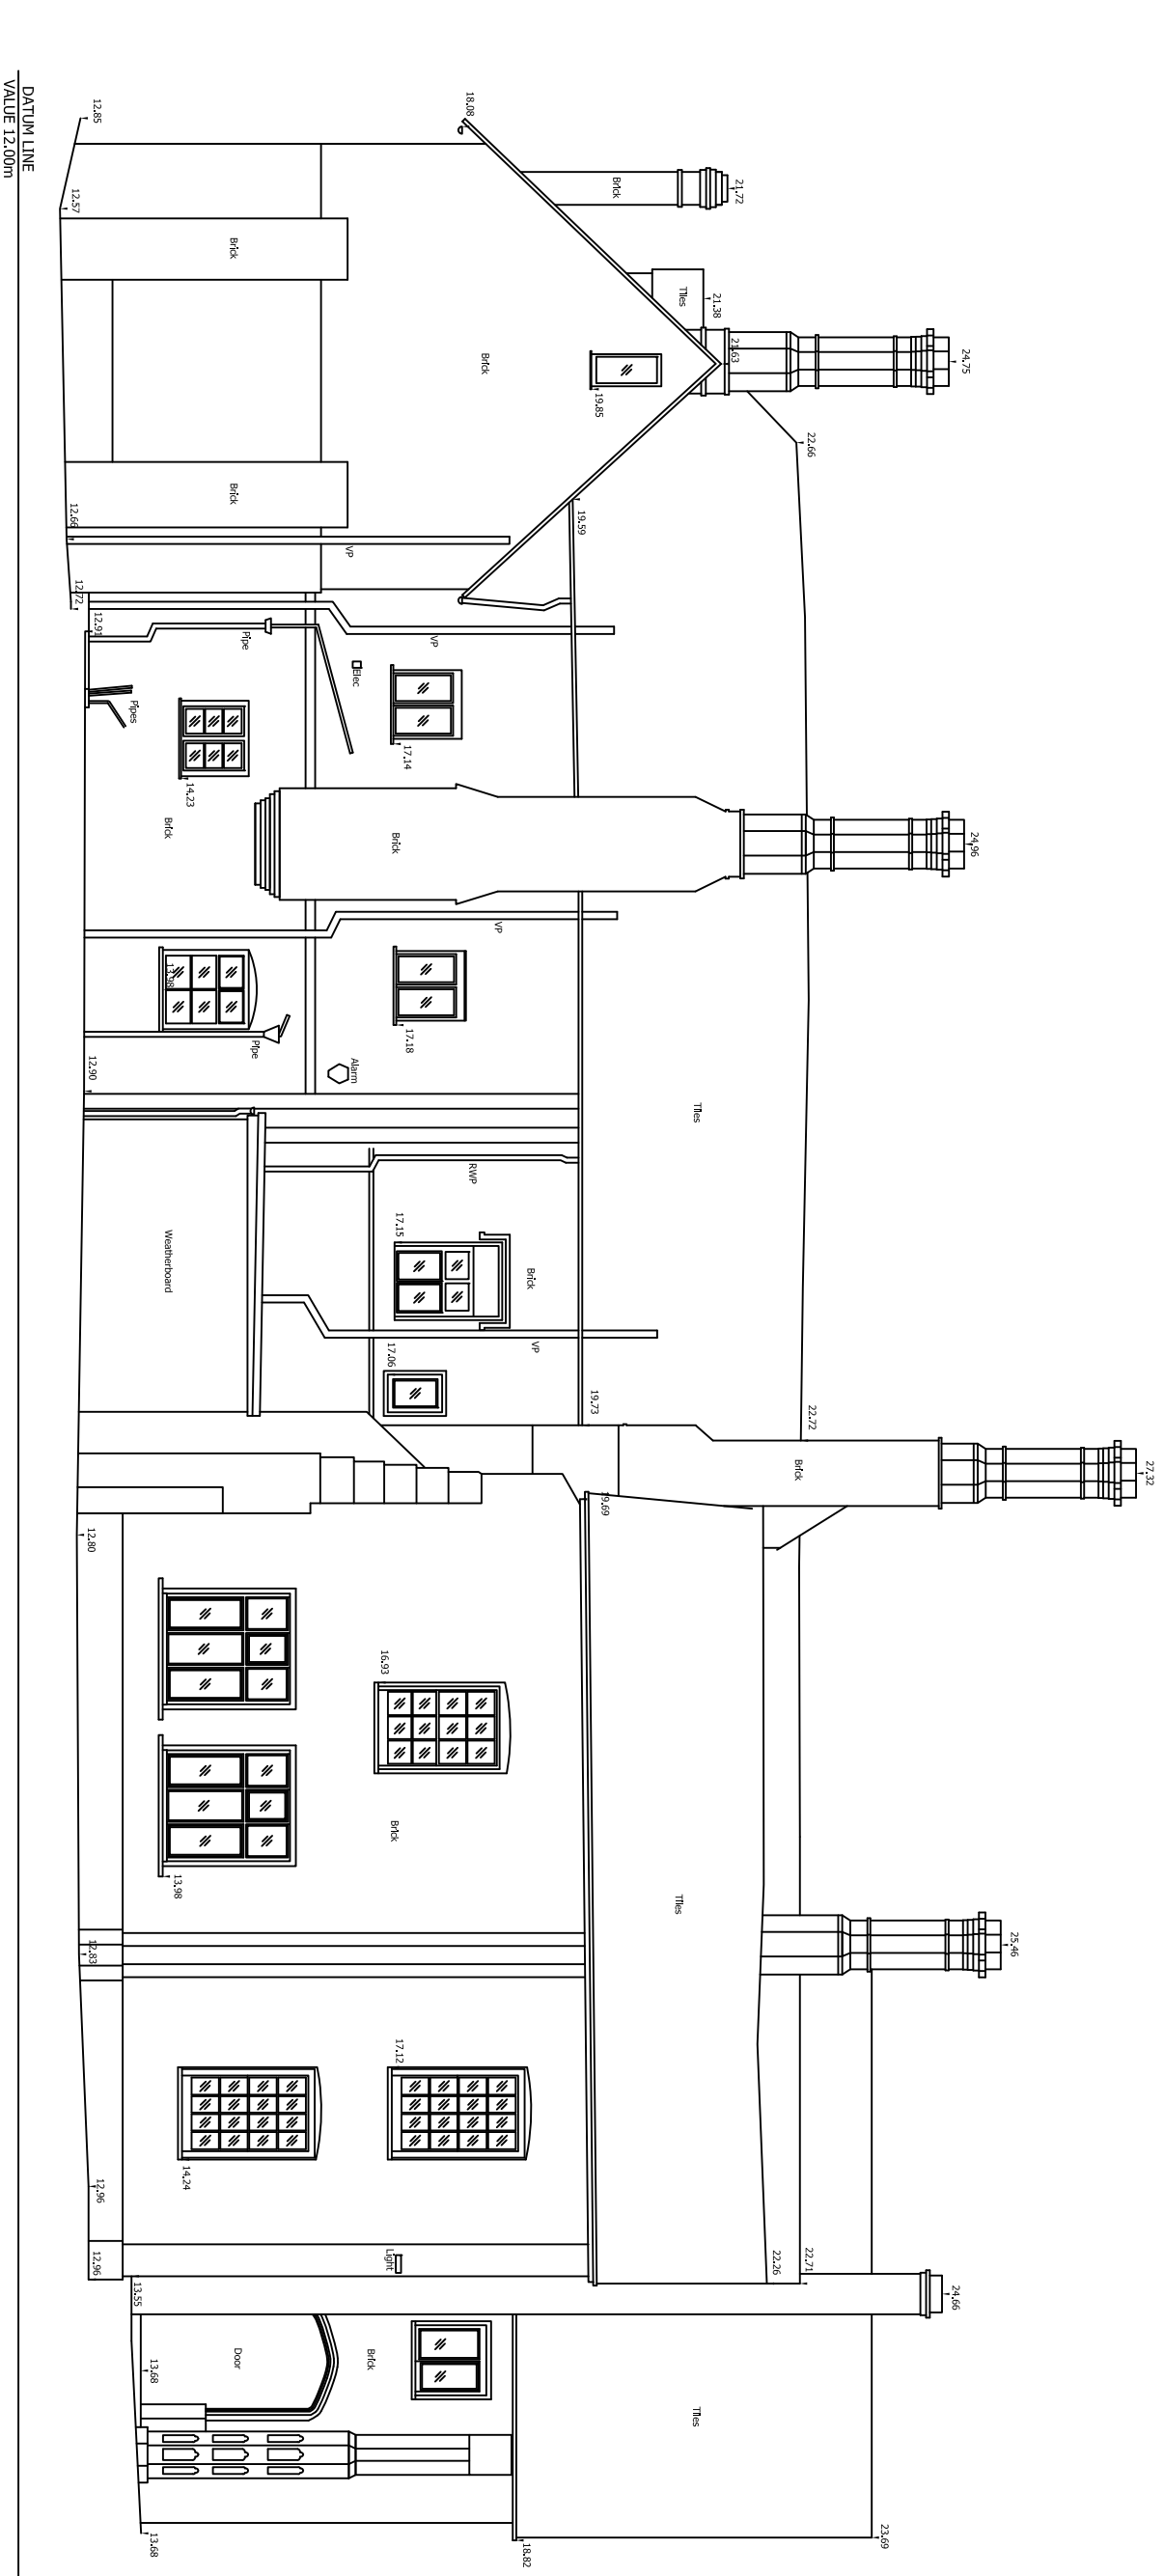 DATUM LINE
VALUE 12.00m
12.85
12.57
18.08
Brick
21.72
Brick
Tiles
21.38
21.63
24.75
Brick
19.85
22.66
Brick
12.66
VP
19.59
12.72
12.91
Pipe
VP
Elec
Pipes
17.14
14.23
Brick
Brick
24.96
VP
13.98
17.18
Pipe
Alarm
12.90
Tiles
RWP
17.15
Weatherboard
Brick
VP
17.06
19.73
22.72
Brick
27.32
19.69
12.80
16.93
Brick
13.98
Tiles
12.83
25.46
17.12
14.24
12.96
Light
12.96
22.26
22.71
13.55
24.66
Door
13.68
Brick
Tiles
13.68
18.82
23.69